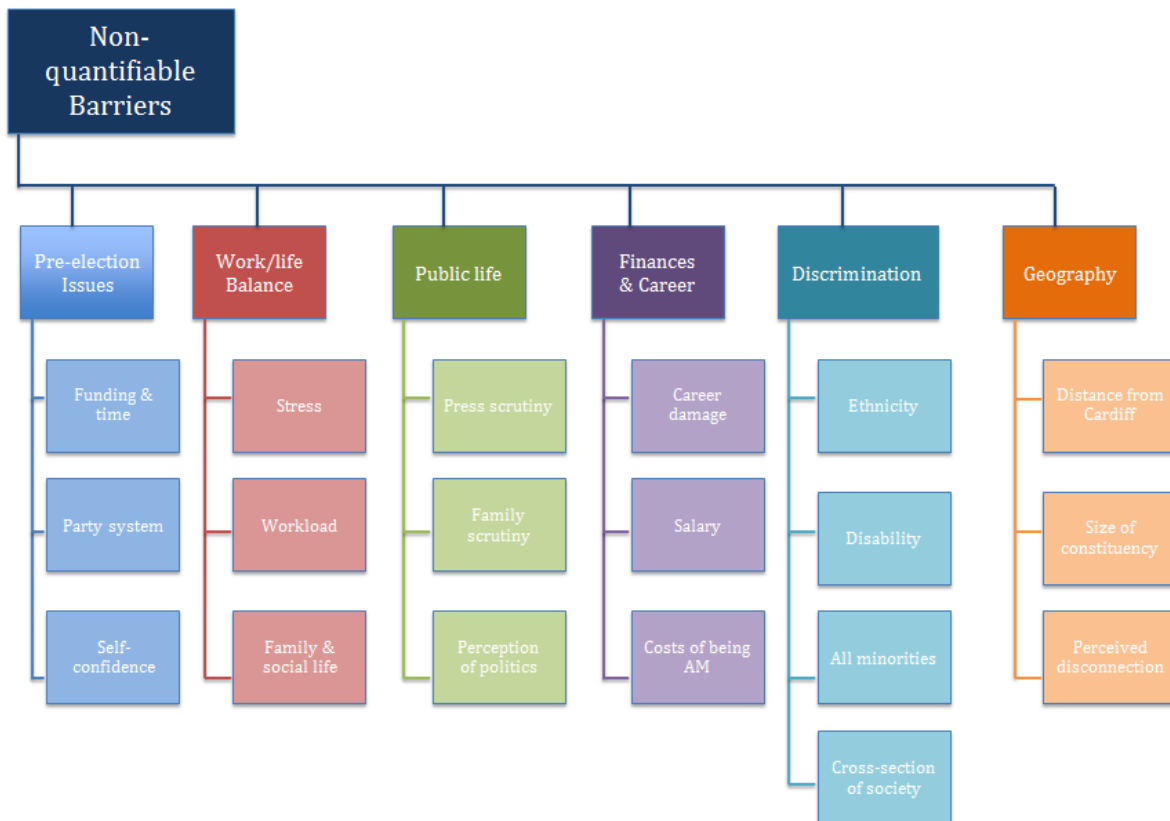 Non-
quantifiable
Barriers
Pre-election
Issues
Funding &
time
Party system
Self-
confidence
Work/life
Balance
Stress
Workload
Family &
social life
Public life
Press scrutiny
Family
scrutiny
Perception
of politics
Finances
& Career
Career
damage
Salary
Costs of being
AM
Discrimination
Ethnicity
Disability
All minorities
Cross-section
of society
Geography
Distance from
Cardiff
Size of
constituency
Perceived
disconnection